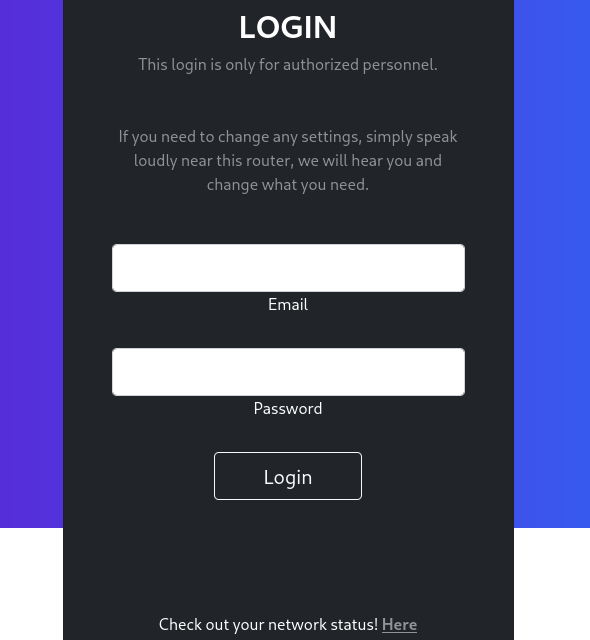 LOGIN
This login is only for authorized personnel.
If you need to change any settings, simply speak
loudly near this router, we will hear you and
change what you need.
Email
Password
Login
Check out your network status! Here